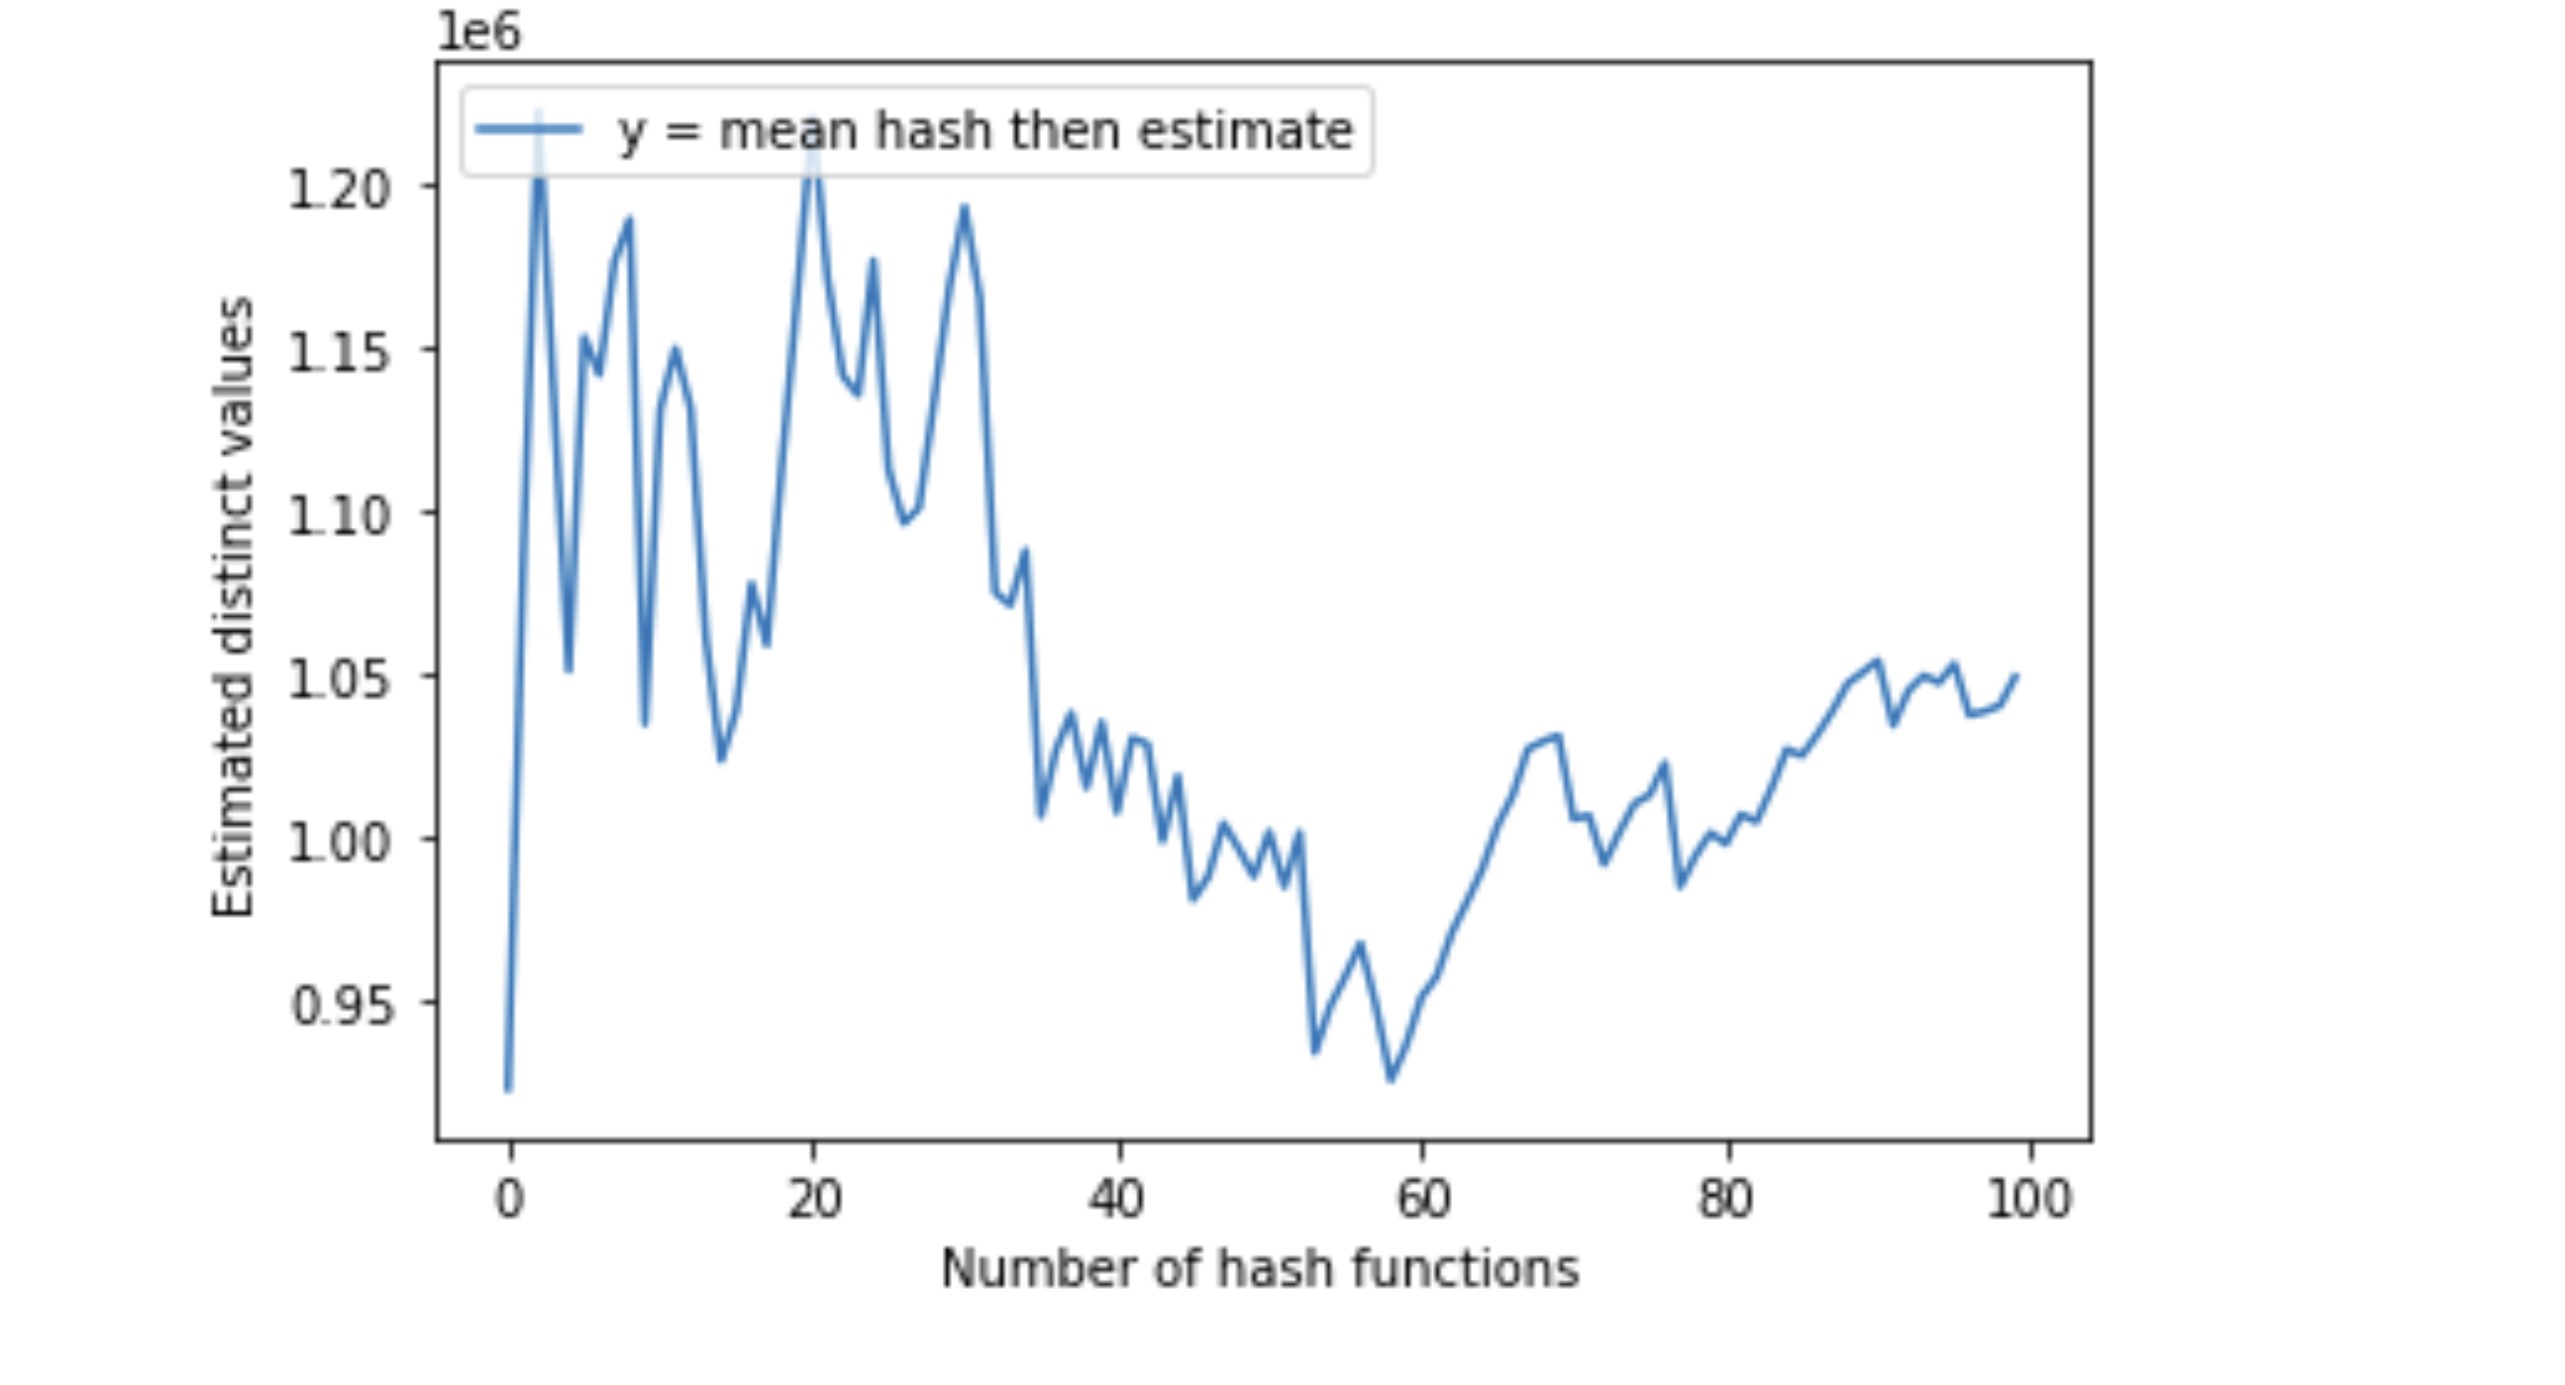 1e6
y = mean hash then estimate
1.20
1.15
1.10
1.05
1.00
0.95
Estimated distinct values
0 20 40 60 80 100
Number of hash functions